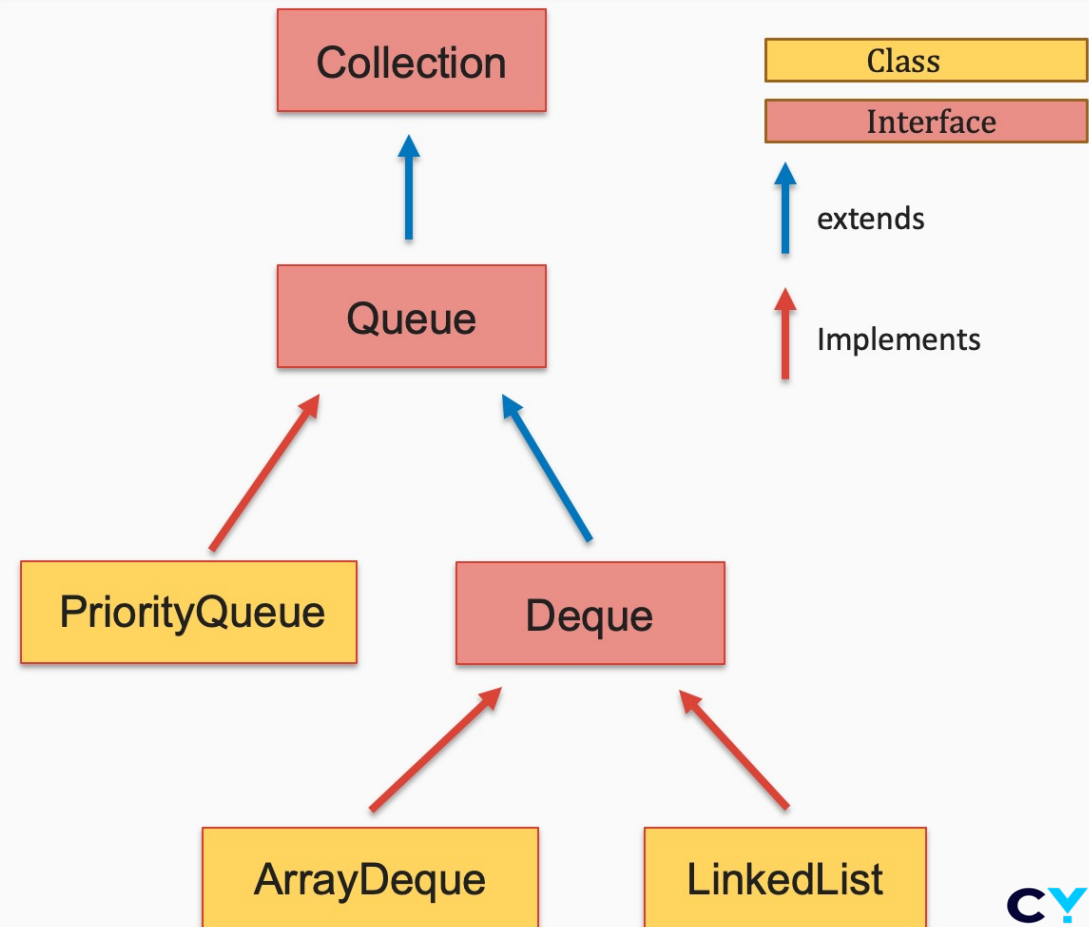 Collection
Class
Interface
extends
Queue
Implements
PriorityQueue
Deque
ArrayDeque
LinkedList
CY